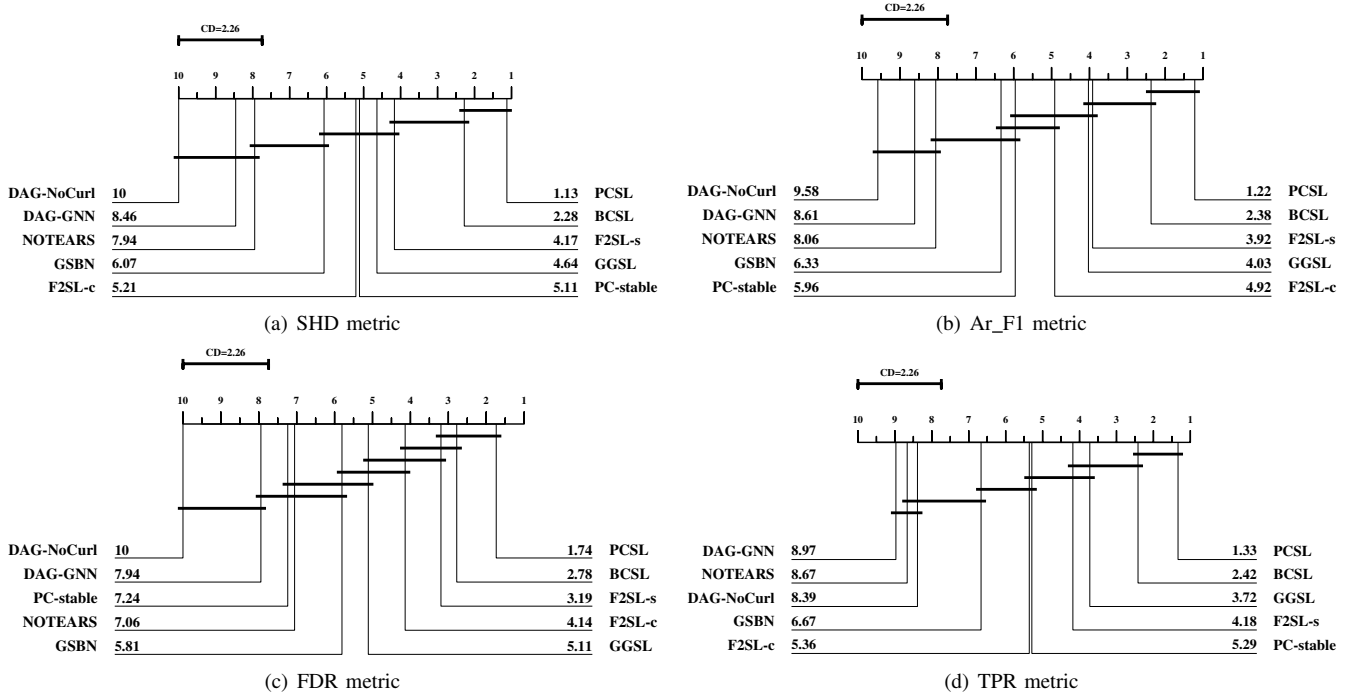 CD=2.26
10 9 8 7 6 5 4 3 2 1
DAG-NoCurl 10
DAG-GNN 8.46
NOTEARS 7.94
GSBN 6.07
F2SL-c 5.21
1.13 PCSL
2.28 BCSL
4.17 F2SL-s
4.64 GGSL
5.11 PC-stable
(a) SHD metric
CD=2.26
10 9 8 7 6 5 4 3 2 1
DAG-NoCurl 9.58
DAG-GNN 8.61
NOTEARS 8.06
GSBN 6.33
PC-stable 5.96
1.22 PCSL
2.38 BCSL
3.92 F2SL-s
4.03 GGSL
4.92 F2SL-c
(b) Ar_F1 metric
CD=2.26
10 9 8 7 6 5 4 3 2 1
DAG-NoCurl 10
DAG-GNN 7.94
PC-stable 7.24
NOTEARS 7.06
GSBN 5.81
1.74 PCSL
2.78 BCSL
3.19 F2SL-s
4.14 F2SL-c
5.11 GGSL
(c) FDR metric
CD=2.26
10 9 8 7 6 5 4 3 2 1
DAG-GNN 8.97
NOTEARS 8.67
DAG-NoCurl 8.39
GSBN 6.67
F2SL-c 5.36
1.33 PCSL
2.42 BCSL
3.72 GGSL
4.18 F2SL-s
5.29 PC-stable
(d) TPR metric